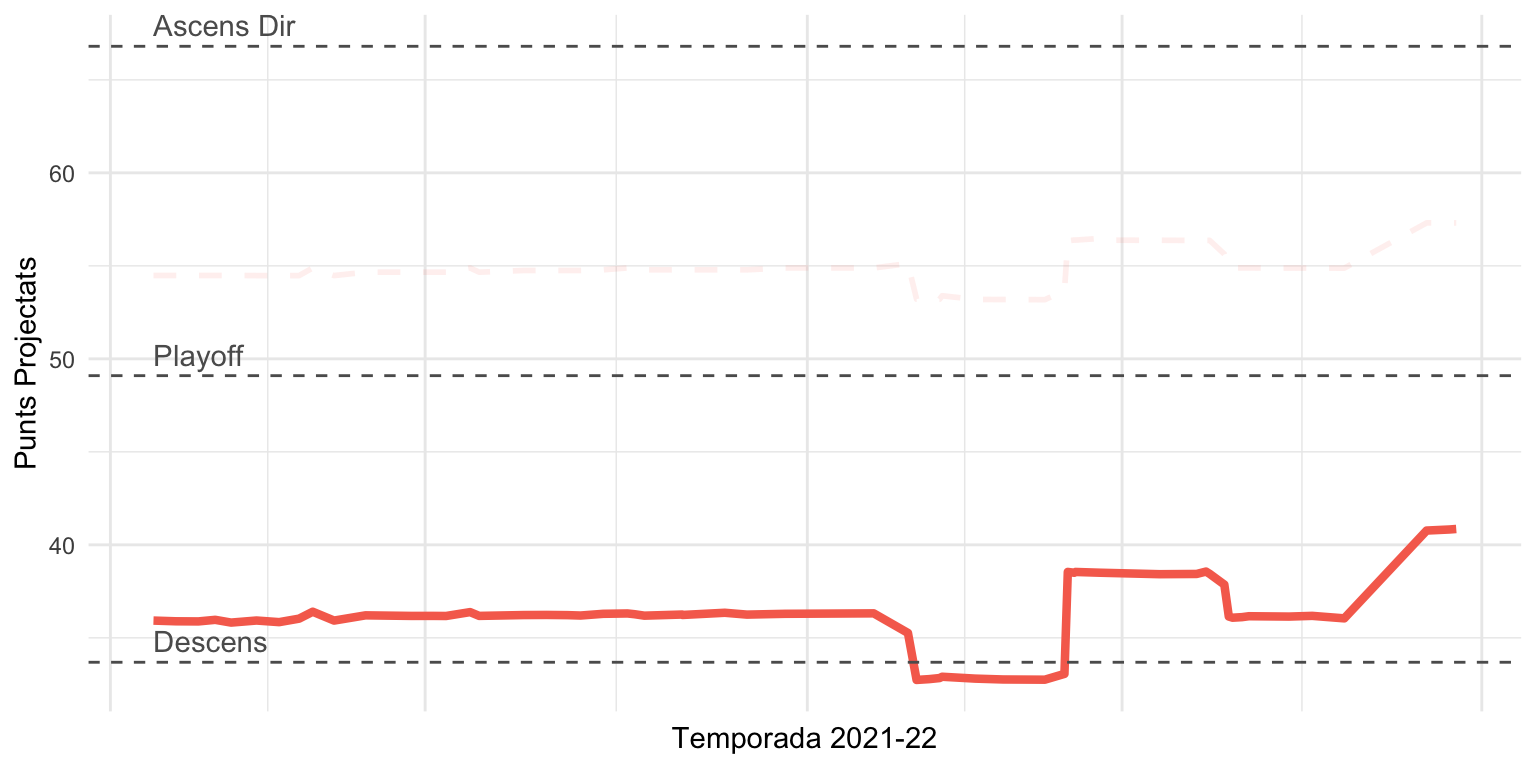 Ascens Dir
60
50
Playoff
40
Descens
Punts Projectats
Temporada 2021-22